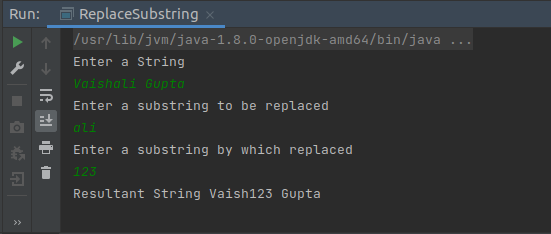 Run: ReplaceSubstring ×
/usr/lib/jvm/java-1.8.0-openjdk-amd64/bin/java ...
Enter a String
Vaishali Gupta
Enter a substring to be replaced
ali
Enter a substring by which replaced
123
Resultant String Vaish123 Gupta